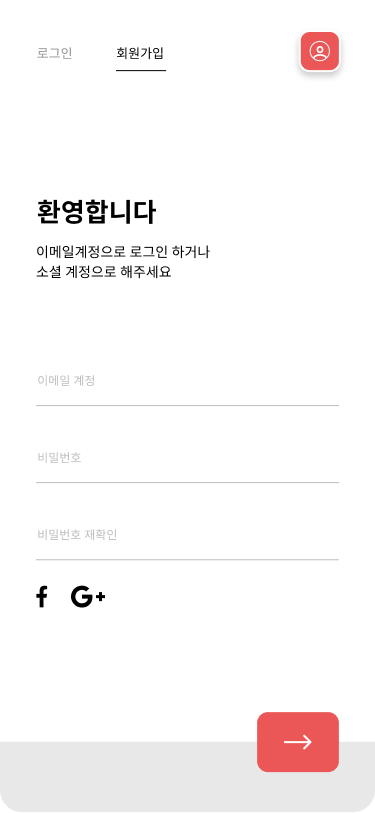 로그인
회원가입
환영합니다
이메일계정으로 로그인 하거나
소셜 계정으로 해주세요
이메일 계정
비밀번호
비밀번호 재확인
f G+